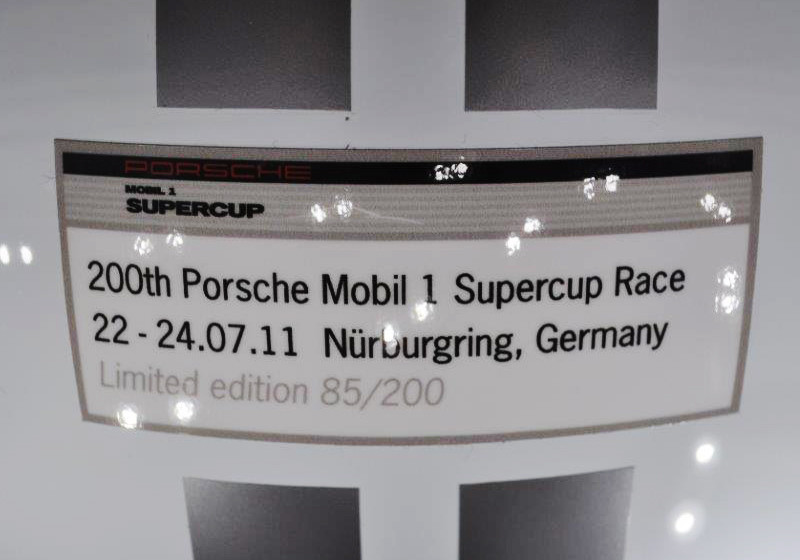 PORSCHE
MOBIL 1
SUPERCUP
200th Porsche Mobil 1 Supercup Race
22 - 24.07.11 Nürburgring, Germany
Limited edition 85/200